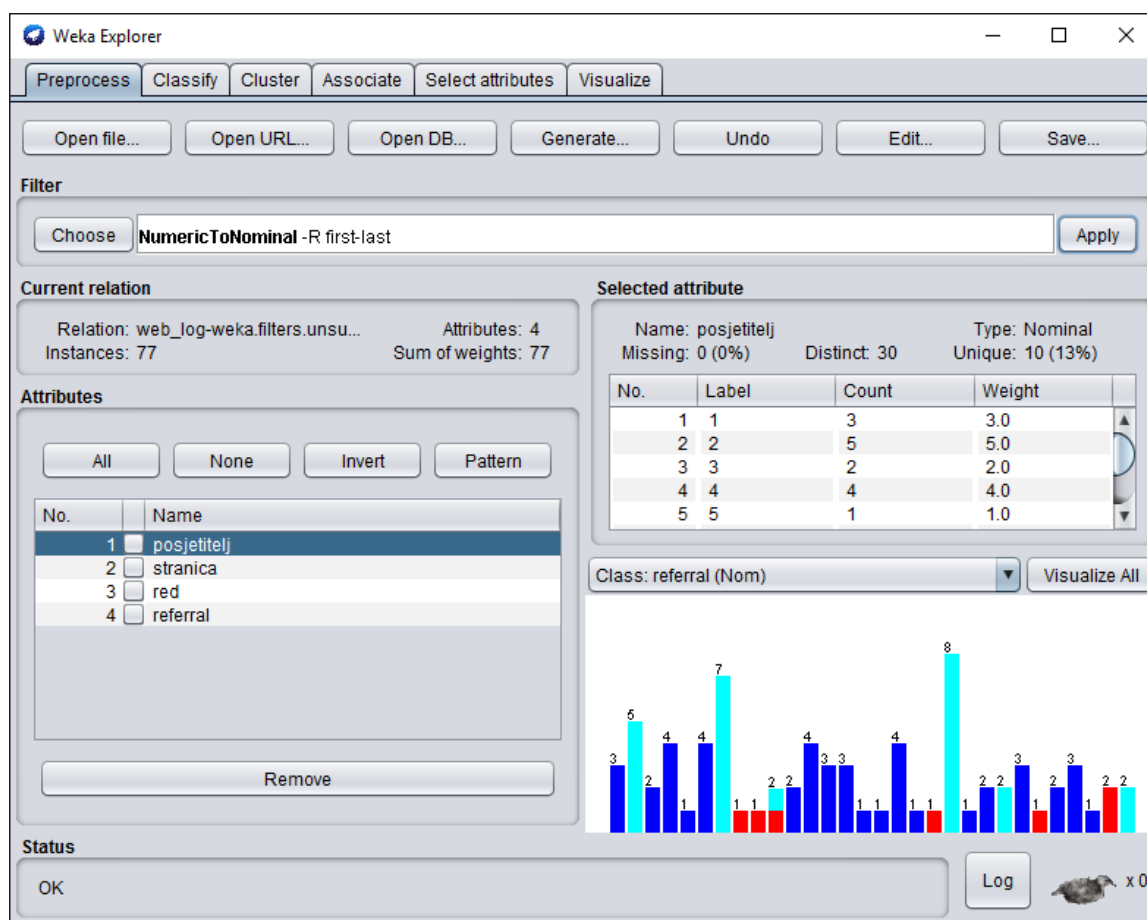 Weka Explorer
Preprocess Classify Cluster Associate Select attributes Visualize
Open file... Open URL... Open DB... Generate... Undo Edit... Save...
Filter
Choose NumericToNominal -R first-last Apply
Current relation
Relation: web_log-weka.filters.unsu... Attributes: 4
Instances: 77 Sum of weights: 77
Attributes
All None Invert Pattern
No. Name
1 posjetitelj
2 stranica
3 red
4 referral
Remove
Selected attribute
Name: posjetitelj Type: Nominal
Missing: 0 (0%) Distinct: 30 Unique: 10 (13%)
No. Label Count Weight
1 1 3 3.0
2 2 5 5.0
3 3 2 2.0
4 4 4 4.0
5 5 1 1.0
Class: referral (Nom) Visualize All
3 5 2 4 1 4 7 1 1 2 2 4 3 3 1 1 4 1 1 8 1 2 2 3 1 2 3 1 2 2
Status
OK
Log x 0